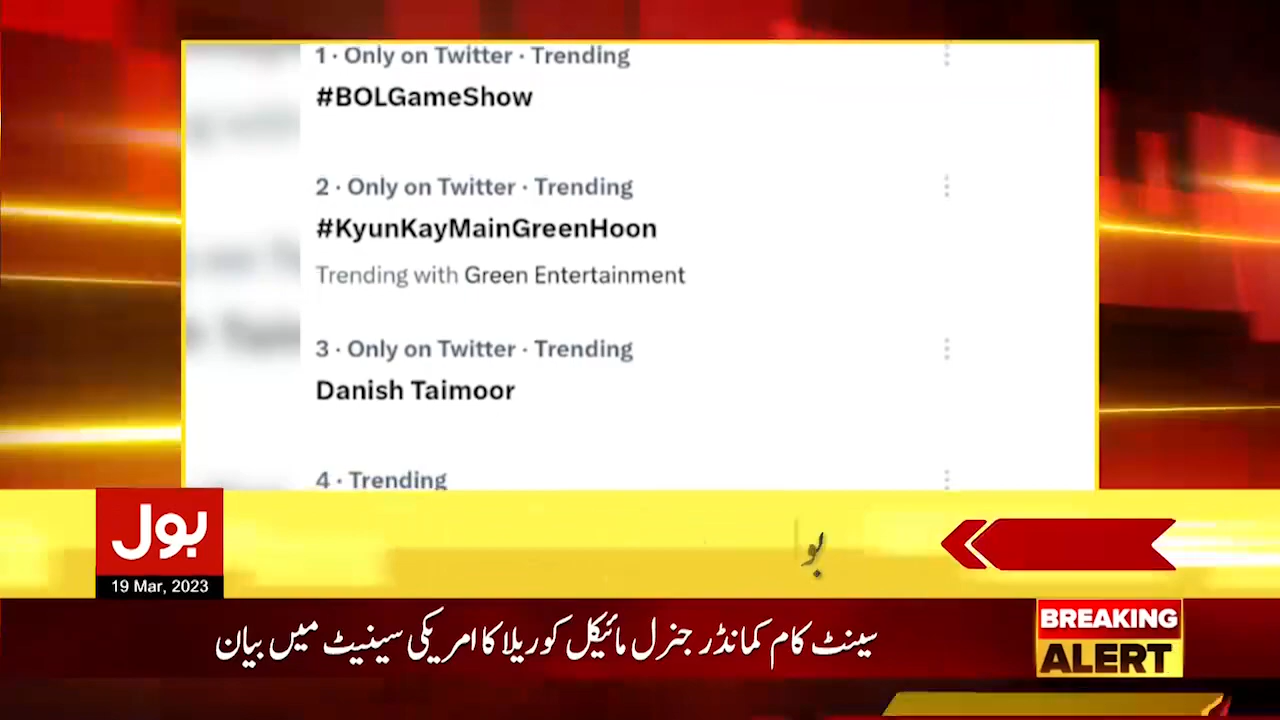 1 · Only on Twitter · Trending
#BOLGameShow
2 · Only on Twitter · Trending
#KyunKayMainGreenHoon
Trending with Green Entertainment
3 · Only on Twitter · Trending
Danish Taimoor
4 · Trending
بول
19 Mar, 2023
سینٹ کام کمانڈر جنرل مائیکل کوریلا کا امریکی سینیٹ میں بیان
BREAKING
ALERT